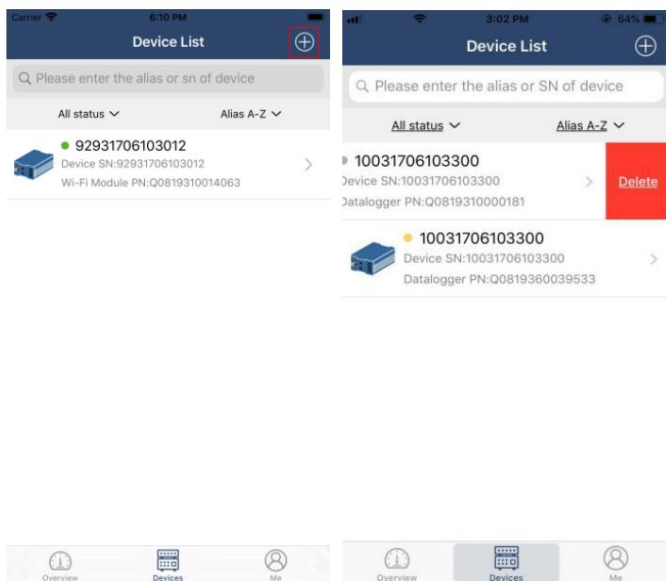 Carrier 6:10 PM
Device List
Please enter the alias or sn of device
All status Alias A-Z
92931706103012
Device SN:92931706103012
Wi-Fi Module PN:Q0819310014063
Overview Devices Me
3:02 PM 64%
Device List
Please enter the alias or SN of device
All status Alias A-Z
10031706103300
Device SN:10031706103300
Datalogger PN:Q0819310000181
Delete
10031706103300
Device SN:10031706103300
Datalogger PN:Q0819360039533
Overview Devices Me